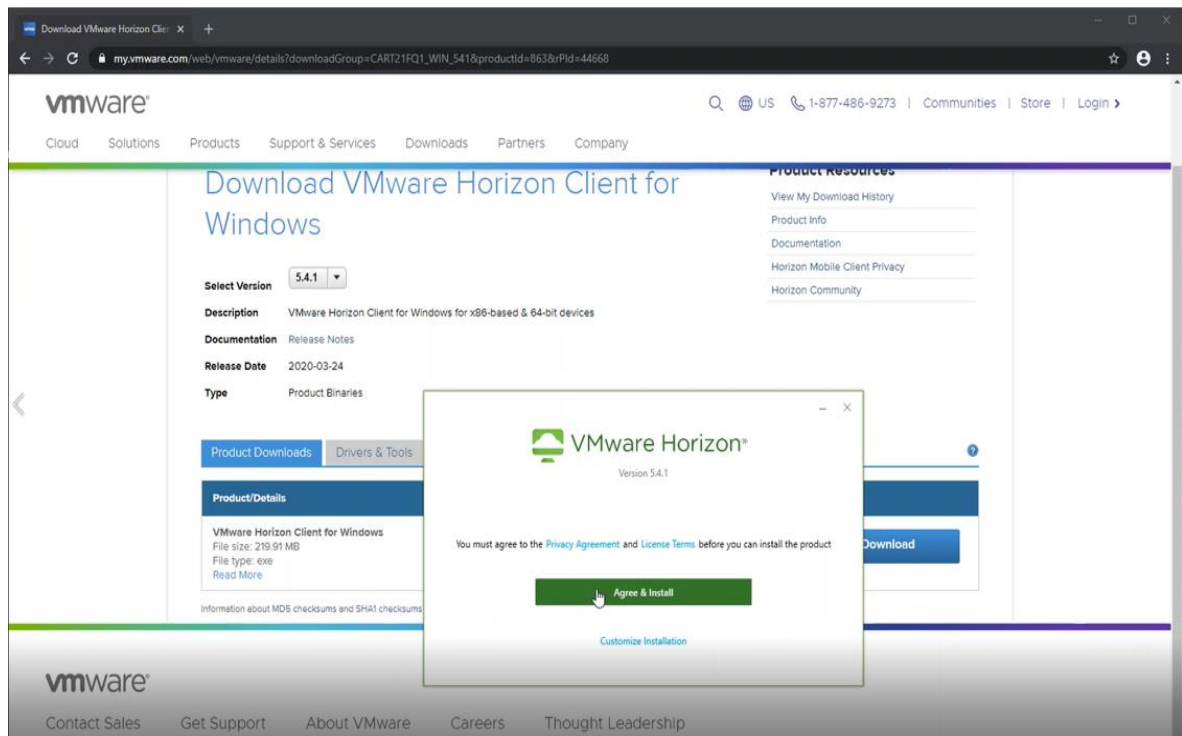 Download VMware Horizon Clier
my.vmware.com/web/vmware/details?downloadGroup=CART21FQ1_WIN_541&productId=863&rPId=44668
vmware®
US 1-877-486-9273 | Communities | Store | Login
Cloud Solutions Products Support & Services Downloads Partners Company
Download VMware Horizon Client for
Windows
Select Version 5.4.1
Description VMware Horizon Client for Windows for x86-based & 64-bit devices
Documentation Release Notes
Release Date 2020-03-24
Type Product Binaries
Product Resources
View My Download History
Product Info
Documentation
Horizon Mobile Client Privacy
Horizon Community
Product Downloads Drivers & Tools
Product/Details
VMware Horizon Client for Windows
File size: 219.91 MB
File type: exe
Read More
Download
Information about MD5 checksums and SHA1 checksums
VMware Horizon®
Version 5.4.1
You must agree to the Privacy Agreement and License Terms before you can install the product
Agree & Install
Customize Installation
vmware®
Contact Sales Get Support About VMware Careers Thought Leadership